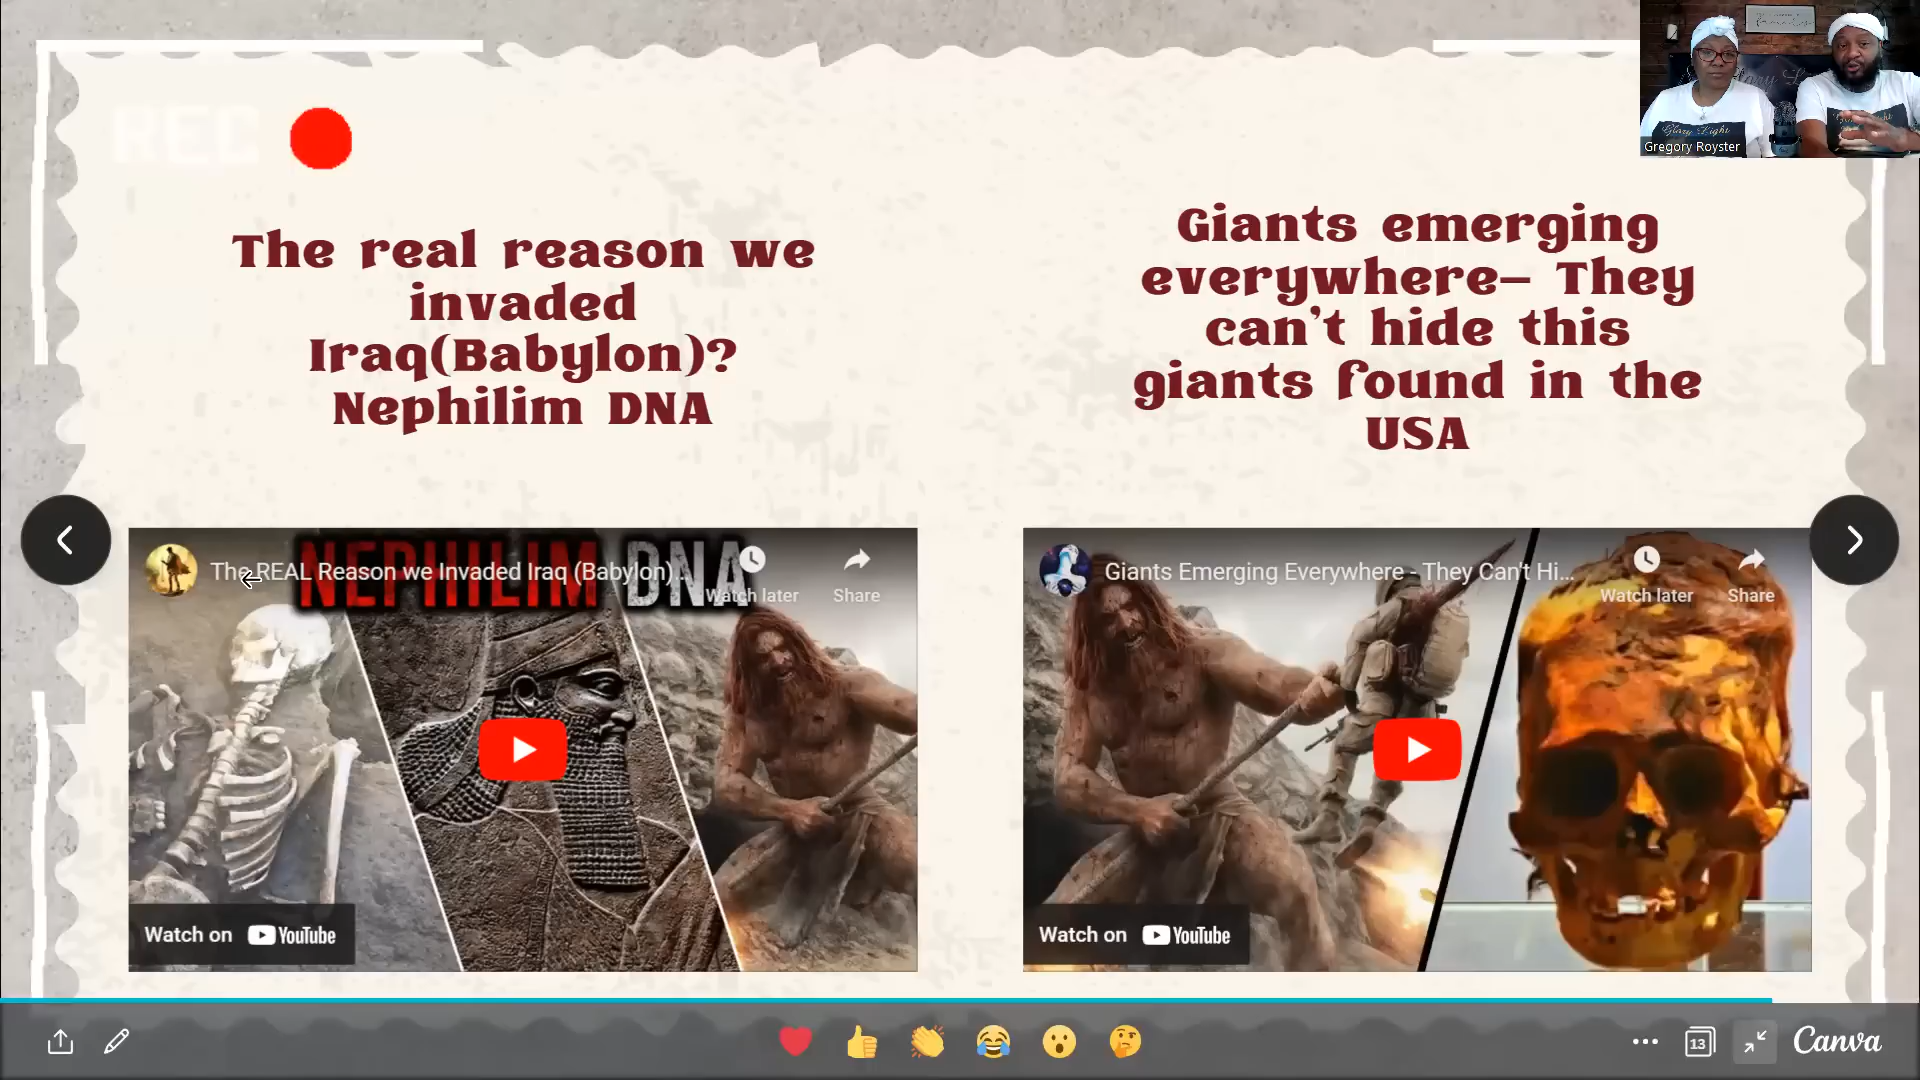 REC
Gregory Royster
The real reason we
invaded
Iraq(Babylon)?
Nephilim DNA
Giants emerging
everywhere– They
can't hide this
giants found in the
USA
NEPHILIM DNA
The REAL Reason we Invaded Iraq (Babylon)...
Watch later
Share
Watch on YouTube
Giants Emerging Everywhere - They Can't Hi...
Watch later
Share
Watch on YouTube
13
Canva